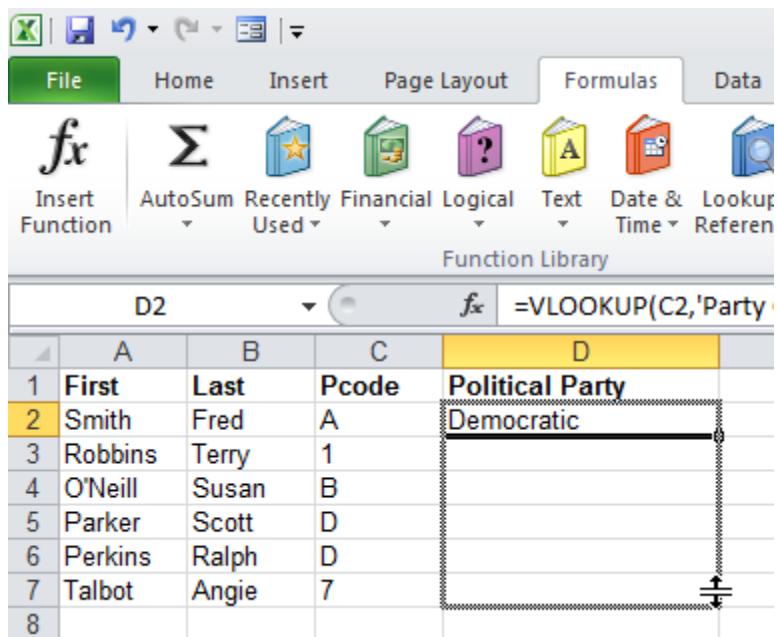 File Home Insert Page Layout Formulas Data
fx Σ ? A
Insert AutoSum Recently Financial Logical Text Date & Lookup
Function Used Time Referen
Function Library
D2 fx =VLOOKUP(C2,'Party
A B C D
1 First Last Pcode Political Party
2 Smith Fred A Democratic
3 Robbins Terry 1
4 O'Neill Susan B
5 Parker Scott D
6 Perkins Ralph D
7 Talbot Angie 7
8